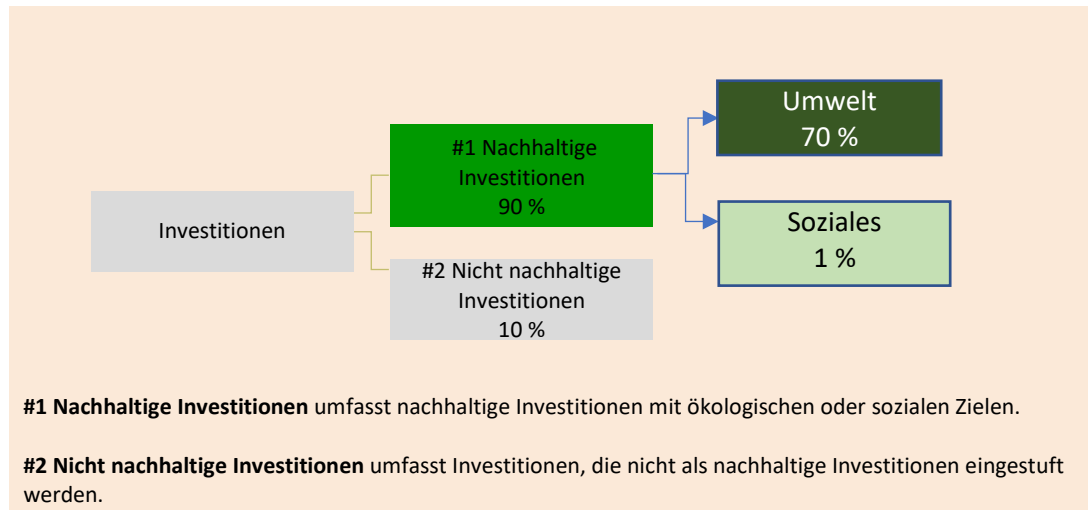 Investitionen
#1 Nachhaltige
Investitionen
90 %
#2 Nicht nachhaltige
Investitionen
10 %
Umwelt
70 %
Soziales
1 %
#1 Nachhaltige Investitionen umfasst nachhaltige Investitionen mit ökologischen oder sozialen Zielen.
#2 Nicht nachhaltige Investitionen umfasst Investitionen, die nicht als nachhaltige Investitionen eingestuft
werden.